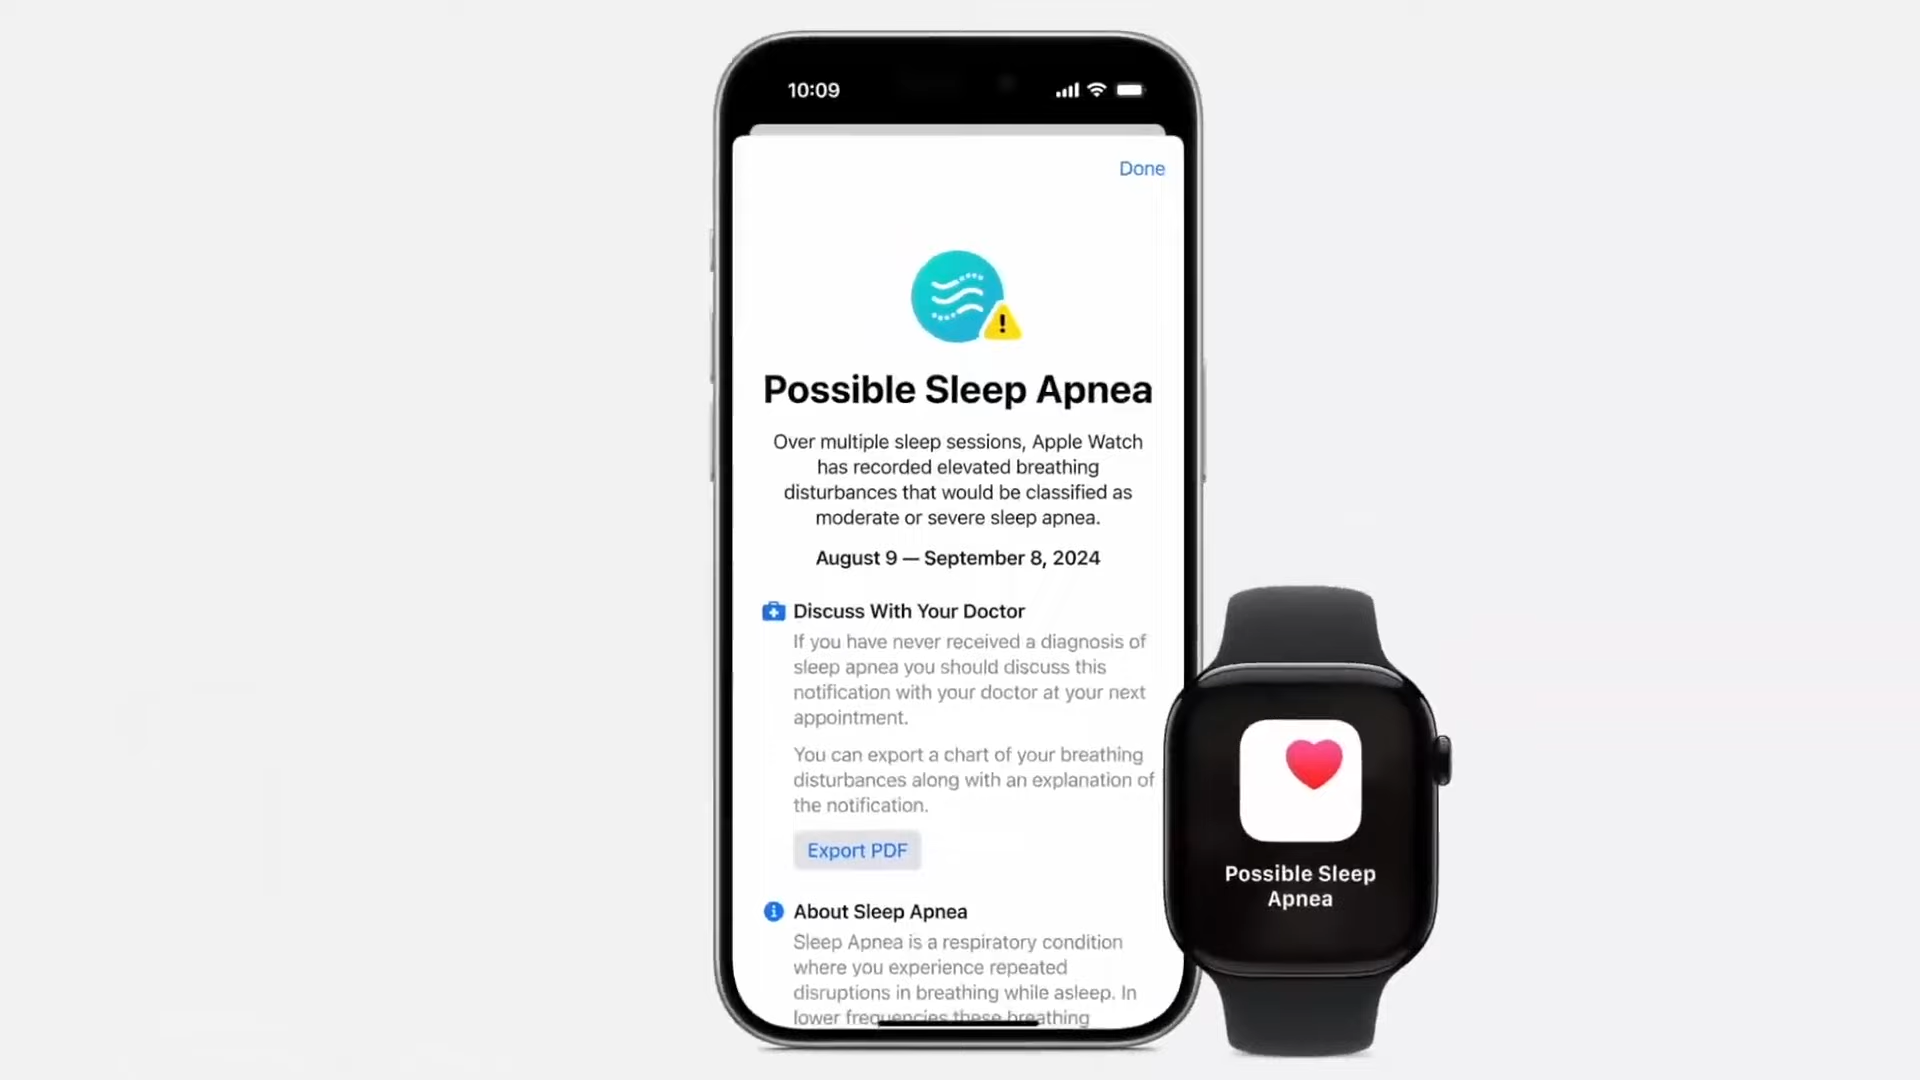 10:09
Done
Possible Sleep Apnea
Over multiple sleep sessions, Apple Watch
has recorded elevated breathing
disturbances that would be classified as
moderate or severe sleep apnea.
August 9 — September 8, 2024
Discuss With Your Doctor
If you have never received a diagnosis of
sleep apnea you should discuss this
notification with your doctor at your next
appointment.
You can export a chart of your breathing
disturbances along with an explanation of
the notification.
Export PDF
About Sleep Apnea
Sleep Apnea is a respiratory condition
where you experience repeated
disruptions in breathing while asleep. In
lower frequencies these breathing
Possible Sleep
Apnea